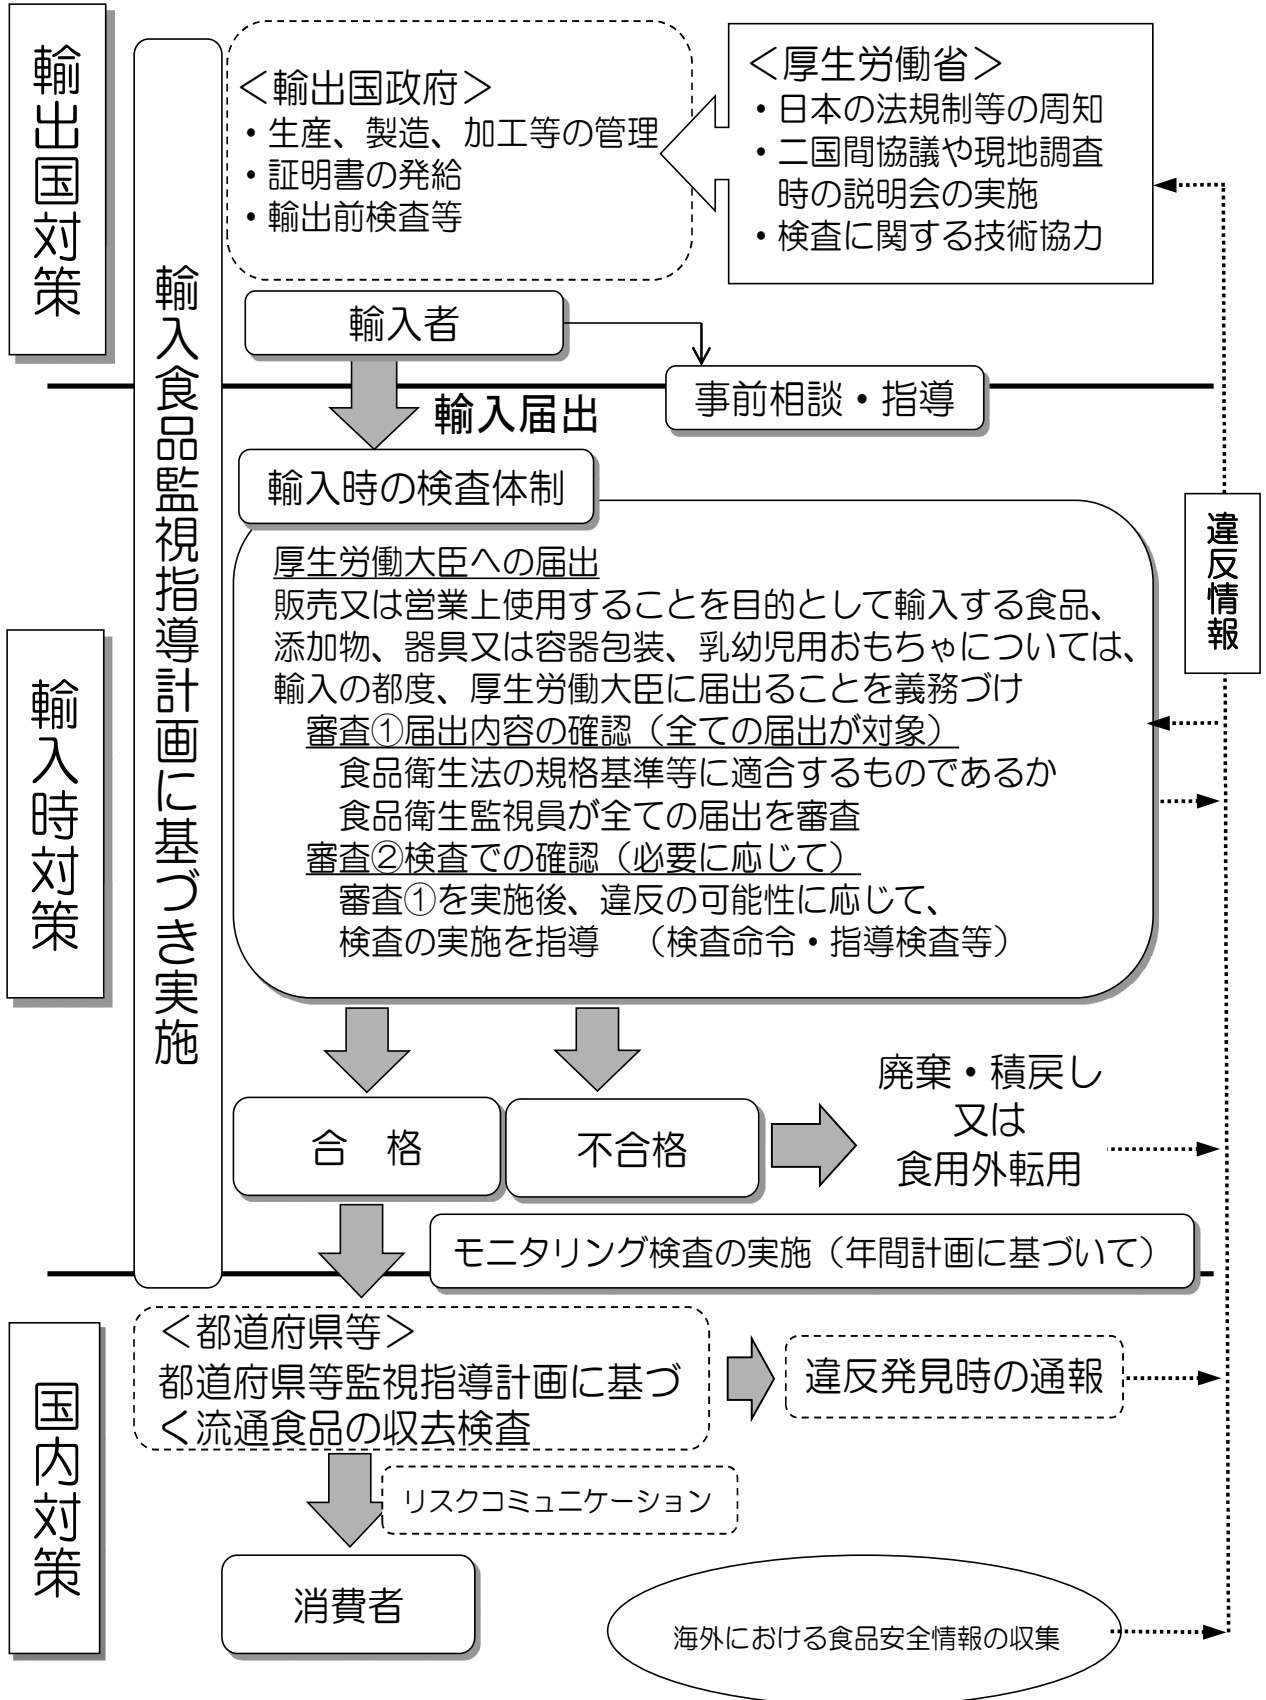 輸出国対策
輸入食品監視指導計画に基づき実施
＜輸出国政府＞
・生産、製造、加工等の管理
・証明書の発給
・輸出前検査等
＜厚生労働省＞
・日本の法規制等の周知
・二国間協議や現地調査
時の説明会の実施
・検査に関する技術協力
輸入者
事前相談・指導
輸入届出
輸入時対策
輸入時の検査体制
厚生労働大臣への届出
販売又は営業上使用することを目的として輸入する食品、
添加物、器具又は容器包装、乳幼児用おもちゃについては、
輸入の都度、厚生労働大臣に届出ることを義務づけ
審査①届出内容の確認（全ての届出が対象）
食品衛生法の規格基準等に適合するものであるか
食品衛生監視員が全ての届出を審査
審査②検査での確認（必要に応じて）
審査①を実施後、違反の可能性に応じて、
検査の実施を指導　（検査命令・指導検査等）
違反情報
合　格
不合格
廃棄・積戻し
又は
食用外転用
モニタリング検査の実施（年間計画に基づいて）
国内対策
＜都道府県等＞
都道府県等監視指導計画に基づ
く流通食品の収去検査
違反発見時の通報
リスクコミュニケーション
消費者
海外における食品安全情報の収集